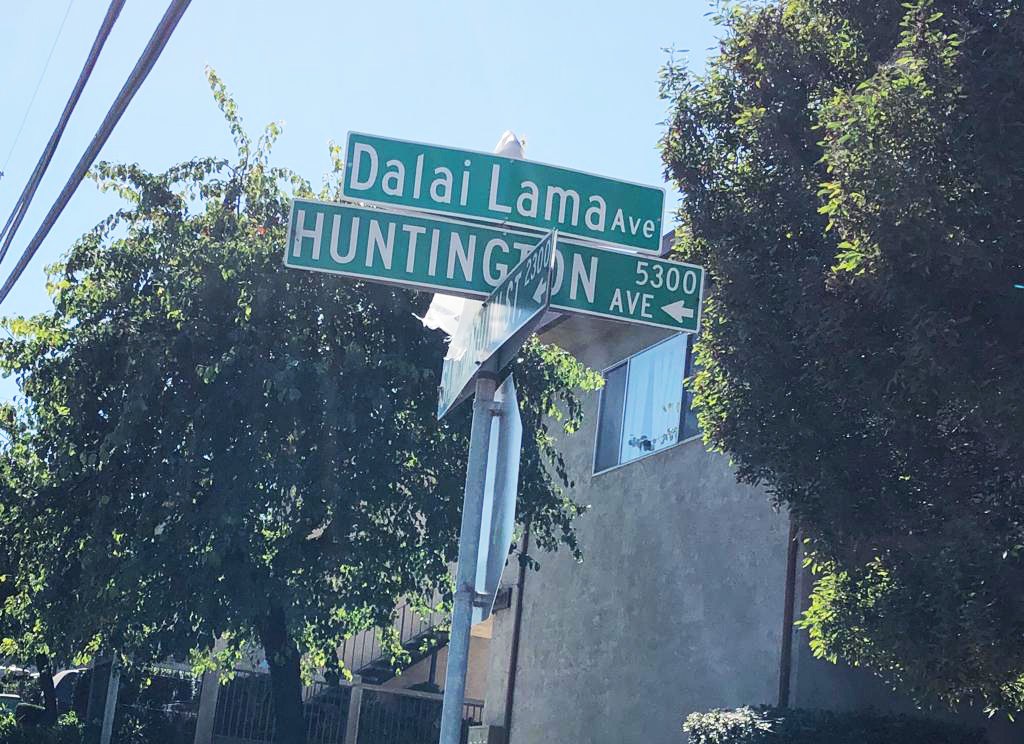 Dalai Lama Ave
HUNTINGTON AVE 5300
ST 2300